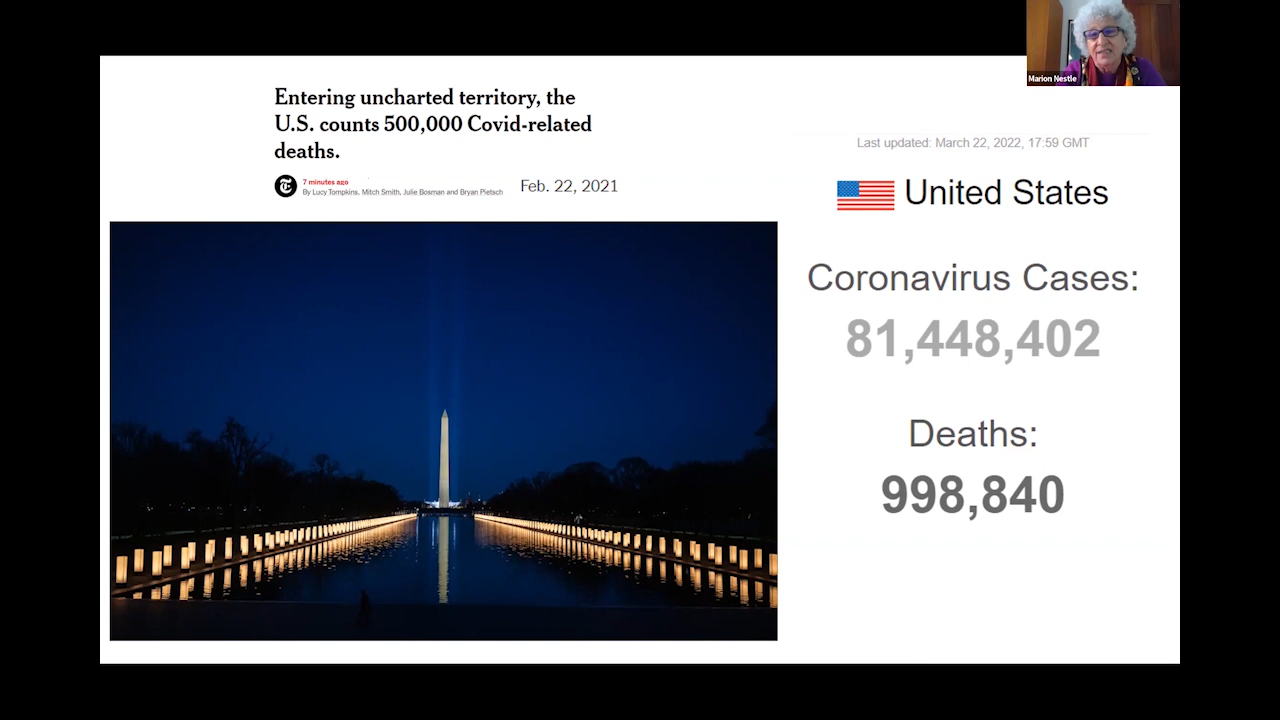 Marion Nestle
Entering uncharted territory, the
U.S. counts 500,000 Covid-related
deaths.
7 minutes ago
By Lucy Tompkins, Mitch Smith, Julie Bosman and Bryan Pietsch
Feb. 22, 2021
Last updated: March 22, 2022, 17:59 GMT
United States
Coronavirus Cases:
81,448,402
Deaths:
998,840